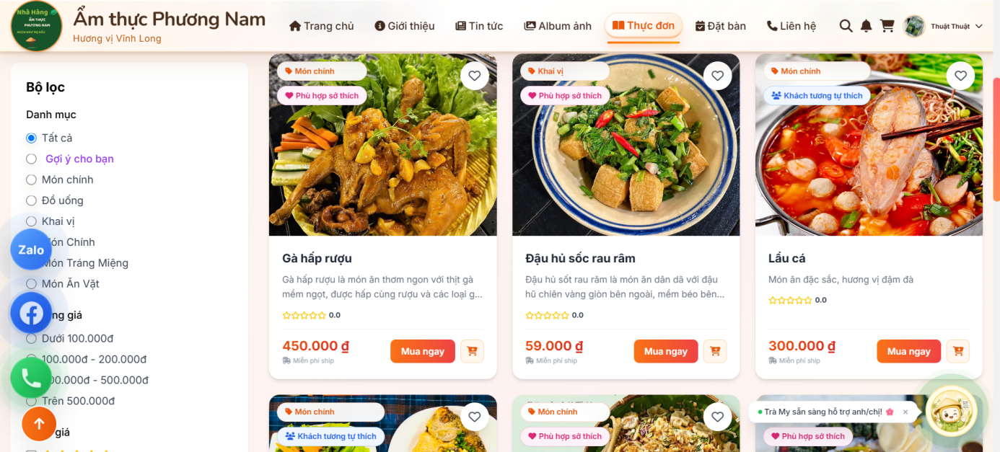 Nhà Hàng
ẨM THỰC
PHƯƠNG NAM
Ẩm thực Phương Nam
Hương vị Vĩnh Long
Trang chủ
Giới thiệu
Tin tức
Album ảnh
Thực đơn
Đặt bàn
Liên hệ
Thuật Thuật
Bộ lọc
Danh mục
Tất cả
Gợi ý cho bạn
Món chính
Đồ uống
Khai vị
Món Chính
Món Tráng Miệng
Món Ăn Vặt
Zalo
ng giá
Dưới 100.000đ
100.000đ - 200.000đ
00.000đ - 500.000đ
Trên 500.000đ
giá
Món chính
Phù hợp sở thích
Gà hấp rượu
Gà hấp rượu là món ăn thơm ngon với thịt gà
mềm ngọt, được hấp cùng rượu và các loại g...
0.0
450.000 ₫
Miễn phí ship
Mua ngay
Khai vị
Phù hợp sở thích
Đậu hủ sốc rau râm
Đậu hủ sốt rau răm là món ăn dân dã với đậu
hũ chiên vàng giòn bên ngoài, mềm béo bên...
0.0
59.000 ₫
Miễn phí ship
Mua ngay
Món chính
Khách tương tự thích
Lẩu cá
Món ăn đặc sắc, hương vị đậm đà
0.0
300.000 ₫
Miễn phí ship
Mua ngay
Món chính
Khách tương tự thích
Món chính
Phù hợp sở thích
Phù hợp sở thích
Trà My sẵn sàng hỗ trợ anh/chị!